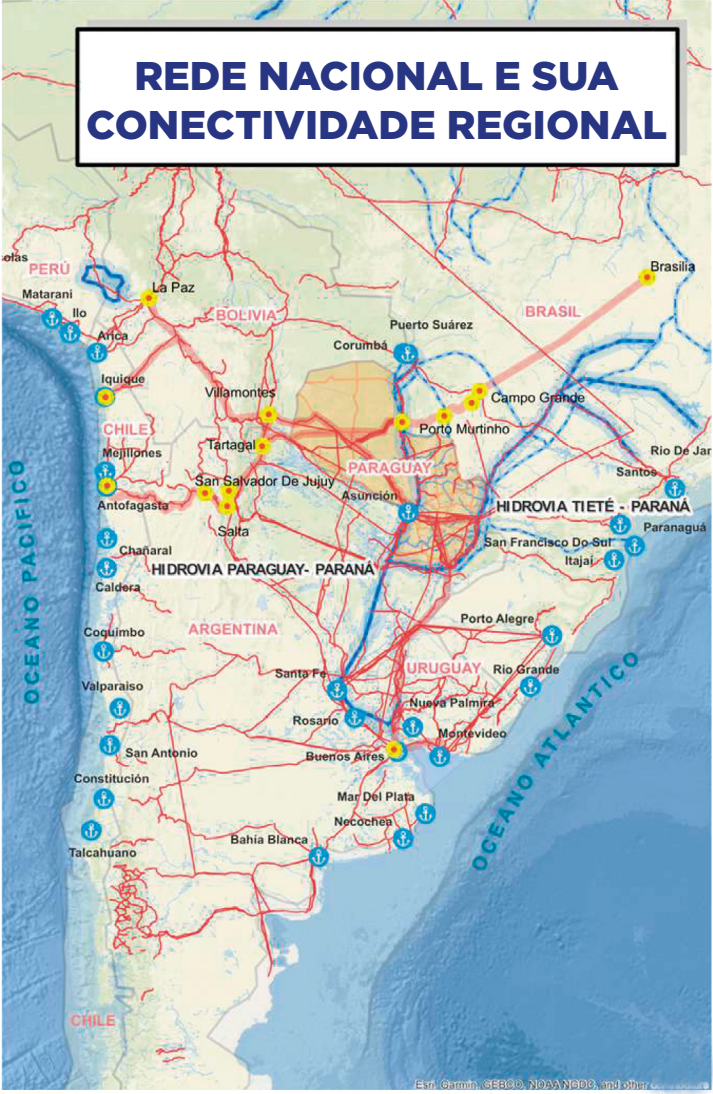 REDE NACIONAL E SUA
CONECTIVIDADE REGIONAL
Brasilia
PERÙ
La Paz
Matarani
Ilo
BOLIVIA
BRASIL
Arica
Puerto Suárez
Corumbá
Iquique
Villamontes
Campo Grande
CHILE
Porto Murtinho
Tartagal
Mejillones
PARAGUAY
Rio De Jar
San Salvador De Jujuy
Santos
Asunción
Antofagasta
HIDROVIA TIETÉ - PARANÁ
Salta
Paranaguá
San Francisco Do Sul
Chañaral
Itajaí
HIDROVIA PARAGUAY- PARANÁ
Caldera
OCEANO PACIFICO
Porto Alegre
ARGENTINA
Coquimbo
URUGUAY
Rio Grande
Santa Fe
Valparaiso
Nueva Palmira
Rosario
Montevideo
San Antonio
Buenos Aires
OCEANO ATLANTICO
Constitución
Mar Del Plata
Necochea
Bahía Blanca
Talcahuano
CHILE
Esri, Garmin, GEBCO, NOAA NGDC, and other contributors